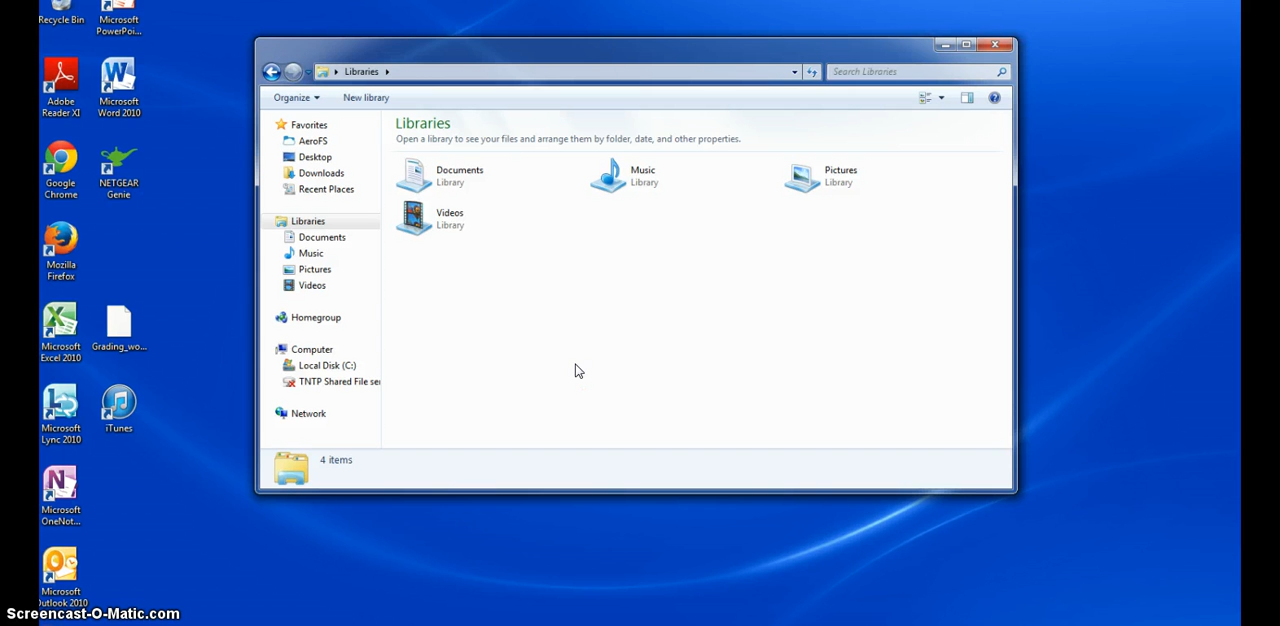 Recycle Bin
Microsoft
PowerPoi...
Adobe
Reader XI
Microsoft
Word 2010
Google
Chrome
NETGEAR
Genie
Mozilla
Firefox
Microsoft
Excel 2010
Grading_wo...
Microsoft
Lync 2010
iTunes
Microsoft
OneNot...
Microsoft
Outlook 2010
Libraries
Search Libraries
Organize
New library
Favorites
AeroFS
Desktop
Downloads
Recent Places
Libraries
Documents
Music
Pictures
Videos
Homegroup
Computer
Local Disk (C:)
TNTP Shared File ser
Network
Libraries
Open a library to see your files and arrange them by folder, date, and other properties.
Documents
Library
Music
Library
Pictures
Library
Videos
Library
4 items
Screencast-O-Matic.com